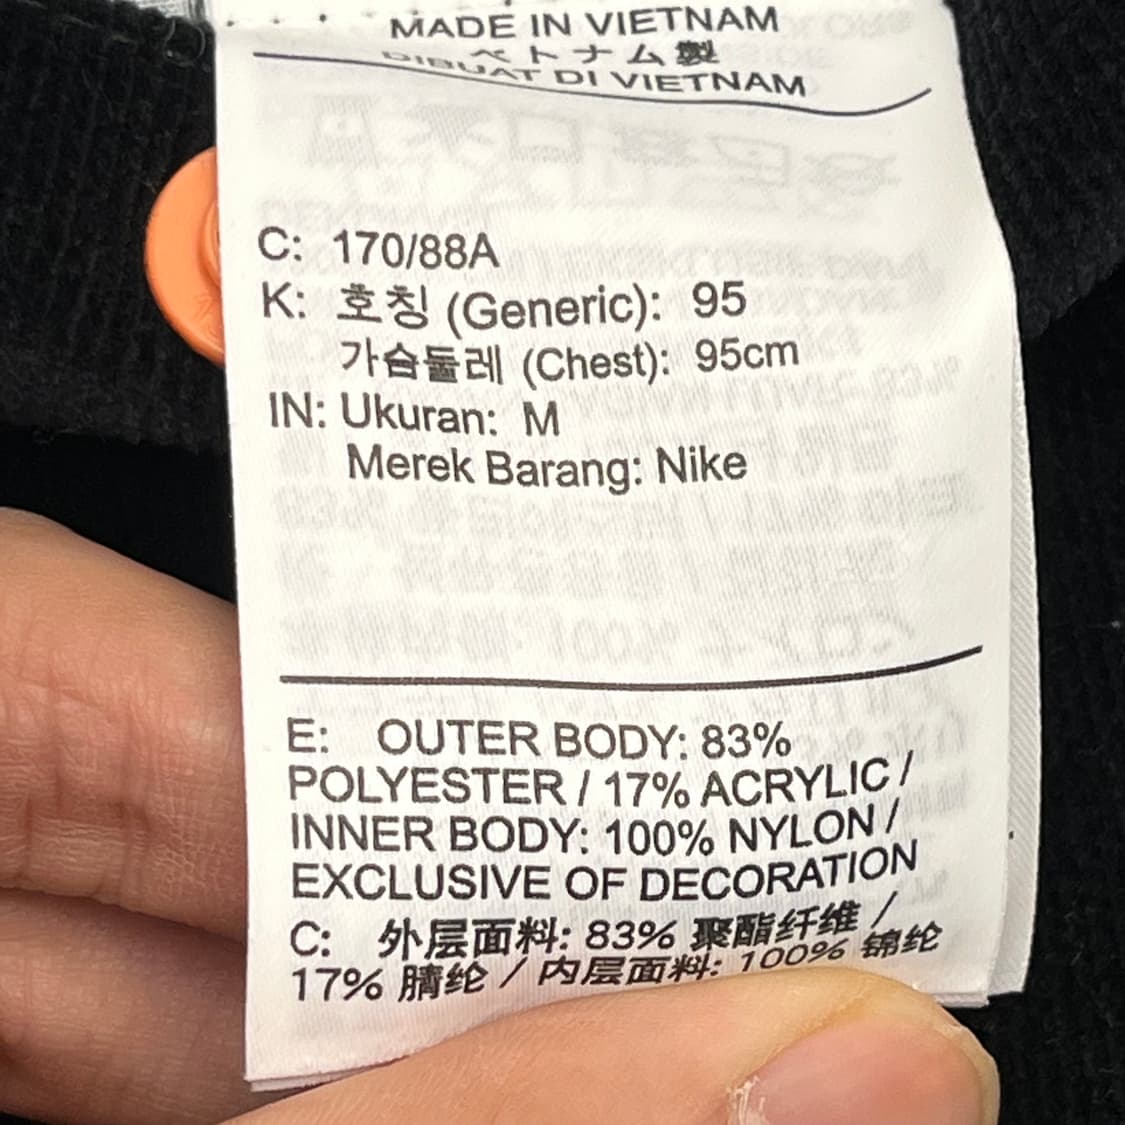 MADE IN VIETNAM
ベトナム製
DIBUAT DI VIETNAM
C: 170/88A
K: 호칭 (Generic): 95
가슴둘레 (Chest): 95cm
IN: Ukuran: M
Merek Barang: Nike
E: OUTER BODY: 83%
POLYESTER / 17% ACRYLIC /
INNER BODY: 100% NYLON /
EXCLUSIVE OF DECORATION
C: 外层面料: 83% 聚酯纤维 /
17% 腈纶 / 内层面料: 100% 锦纶